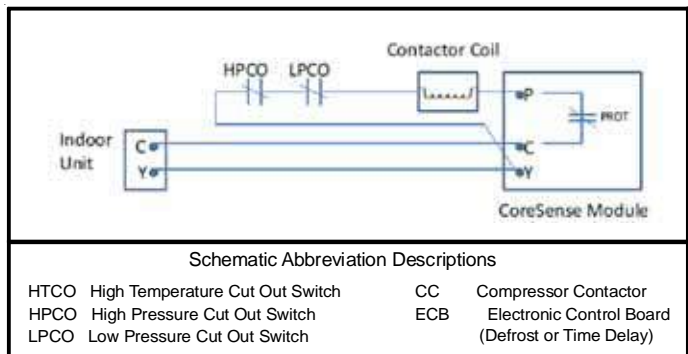 Contactor Coil
HPCO LPCO
P
PROT
Indoor Unit
C
C
Y
Y
CoreSense Module
Schematic Abbreviation Descriptions
HTCO High Temperature Cut Out Switch
HPCO High Pressure Cut Out Switch
LPCO Low Pressure Cut Out Switch
CC Compressor Contactor
ECB Electronic Control Board
(Defrost or Time Delay)